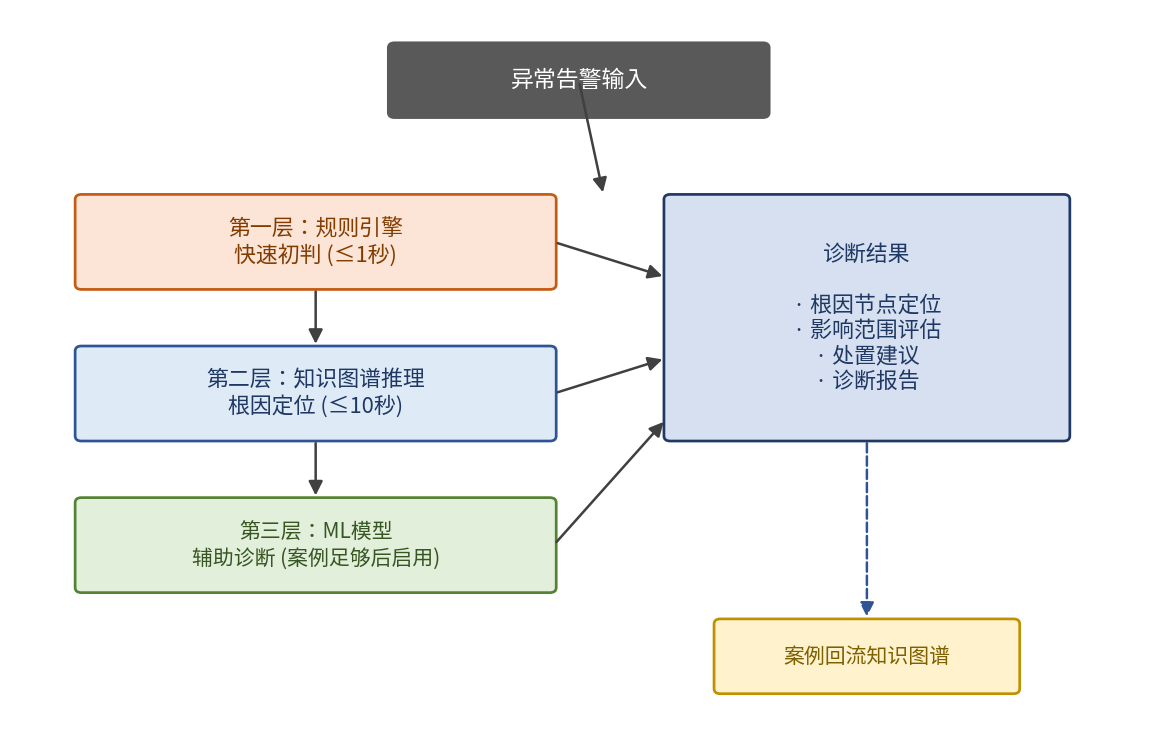 异常告警输入
第一层：规则引擎
快速初判 (≤1秒)
第二层：知识图谱推理
根因定位 (≤10秒)
第三层：ML模型
辅助诊断 (案例足够后启用)
诊断结果
· 根因节点定位
· 影响范围评估
· 处置建议
· 诊断报告
案例回流知识图谱